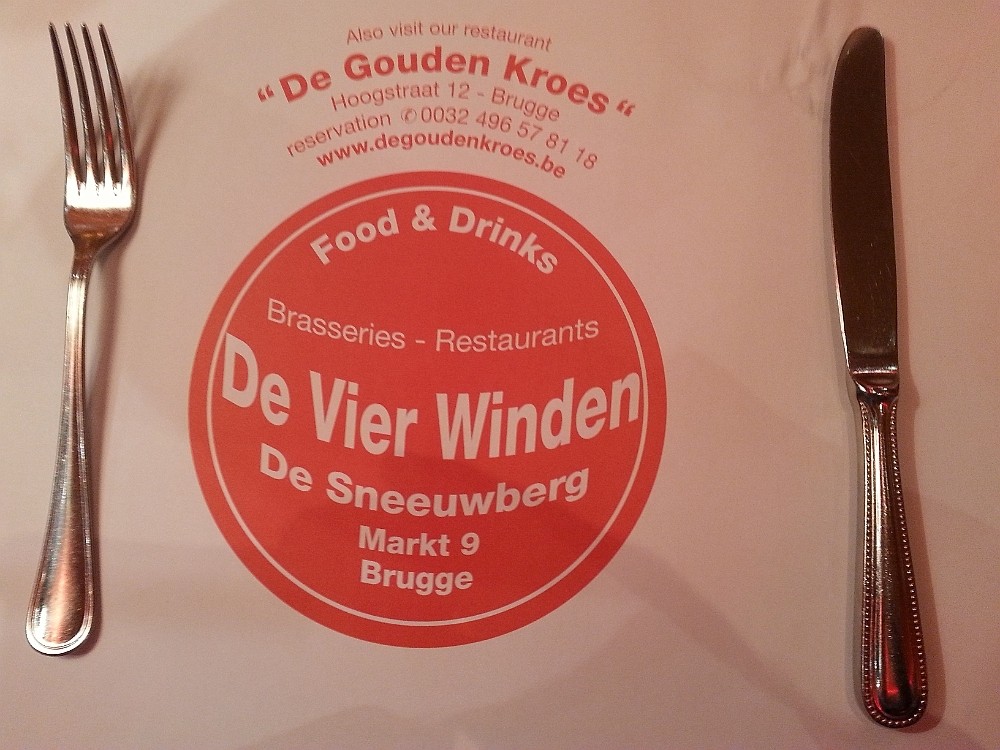 Also visit our restaurant
“ De Gouden Kroes “
Hoogstraat 12 - Brugge
reservation ✆ 0032 496 57 81 18
www.degoudenkroes.be
Food & Drinks
Brasseries - Restaurants
De Vier Winden
De Sneeuwberg
Markt 9
Brugge